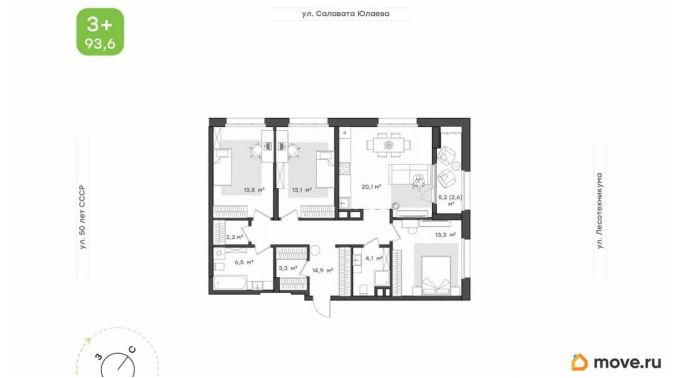 ул. Салавата Юлаева
3+
93,6
ул. 50 лет СССР
ул. Лесотехникума
13,5 м²
13,1 м²
20,1 м²
5,2 (2,6)
м²
2,2 м²
13,3 м²
6,5 м²
3,3 м²
14,9 м²
4,1 м²
З
С
move.ru